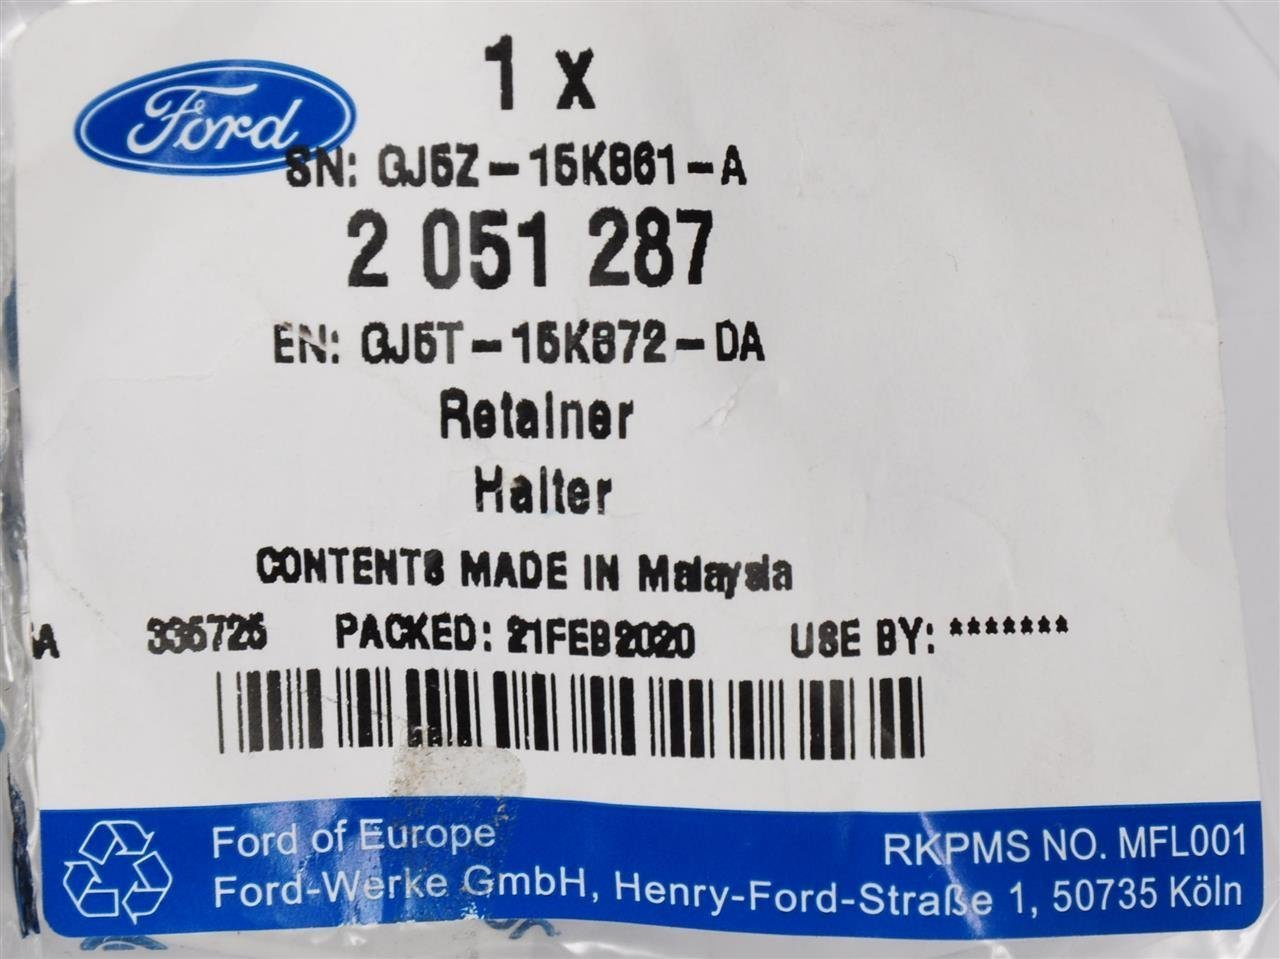 Ford
1 x
SN: GJ5Z-15K861-A
2 051 287
EN: GJ5T-15K872-DA
Retainer
Halter
CONTENTS MADE IN Malaysia
335725 PACKED: 21FEB2020 USE BY: *******
Ford of Europe
RKPMS NO. MFL001
Ford-Werke GmbH, Henry-Ford-Straße 1, 50735 Köln